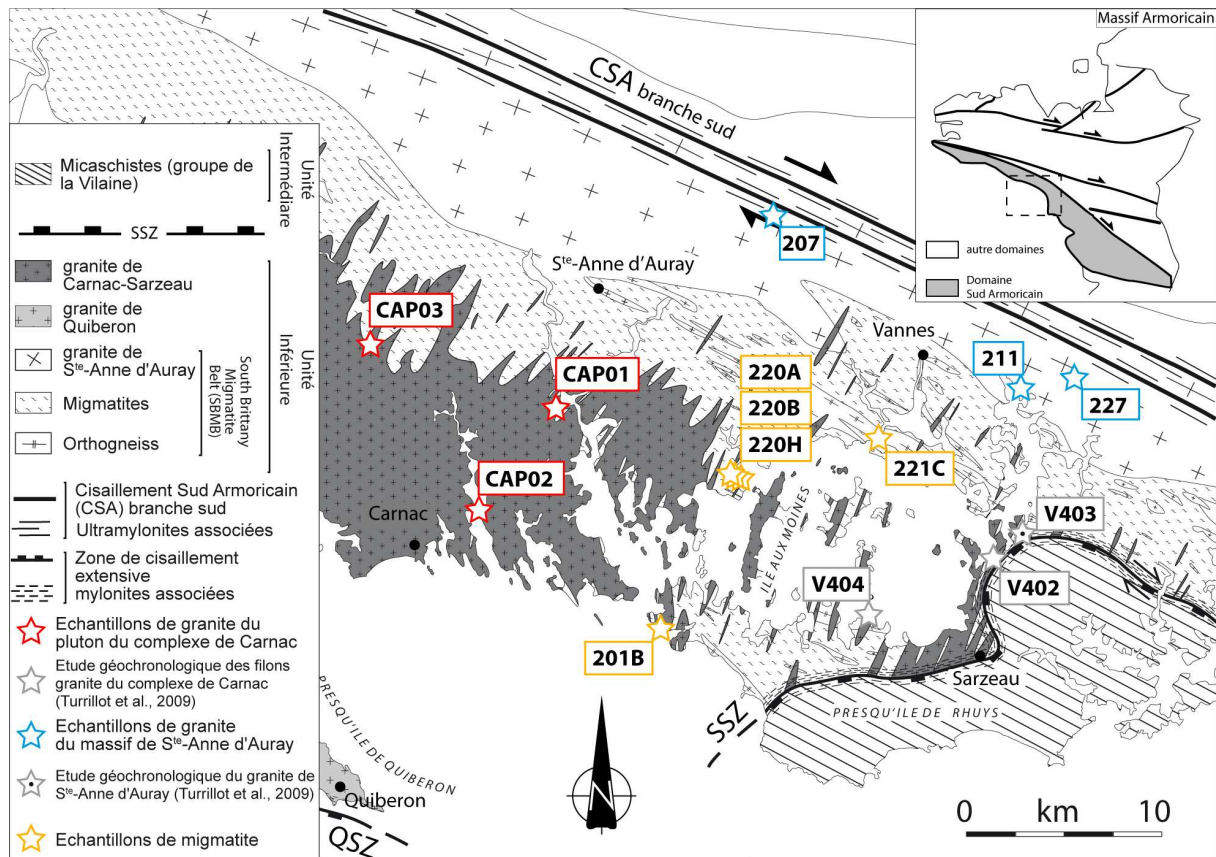 Massif Armoricain
autre domaines
Domaine
Sud Armoricain
CSA branche sud
207
Ste-Anne d'Auray
CAP03
Vannes
211
227
CAP01
220A
220B
220H
221C
CAP02
Carnac
ILE AUX MOINES
V403
V402
V404
201B
Sarzeau
SSZ
PRESQU'ILE DE RHUYS
PRESQU'ILE DE QUIBERON
Quiberon
QSZ
N
0 km 10
Micaschistes (groupe de
la Vilaine)
Unité
Intermédiare
SSZ
granite de
Carnac-Sarzeau
granite de
Quiberon
granite de
Ste-Anne d'Auray
Migmatites
Orthogneiss
South Brittany
Migmatite
Belt (SBMB)
Unité
Inférieure
Cisaillement Sud Armoricain
(CSA) branche sud
Ultramylonites associées
Zone de cisaillement
extensive
mylonites associées
Echantillons de granite du
pluton du complexe de Carnac
Etude géochronologique des filons
granite du complexe de Carnac
(Turrillot et al., 2009)
Echantillons de granite
du massif de Ste-Anne d'Auray
Etude géochronologique du granite de
Ste-Anne d'Auray (Turrillot et al., 2009)
Echantillons de migmatite